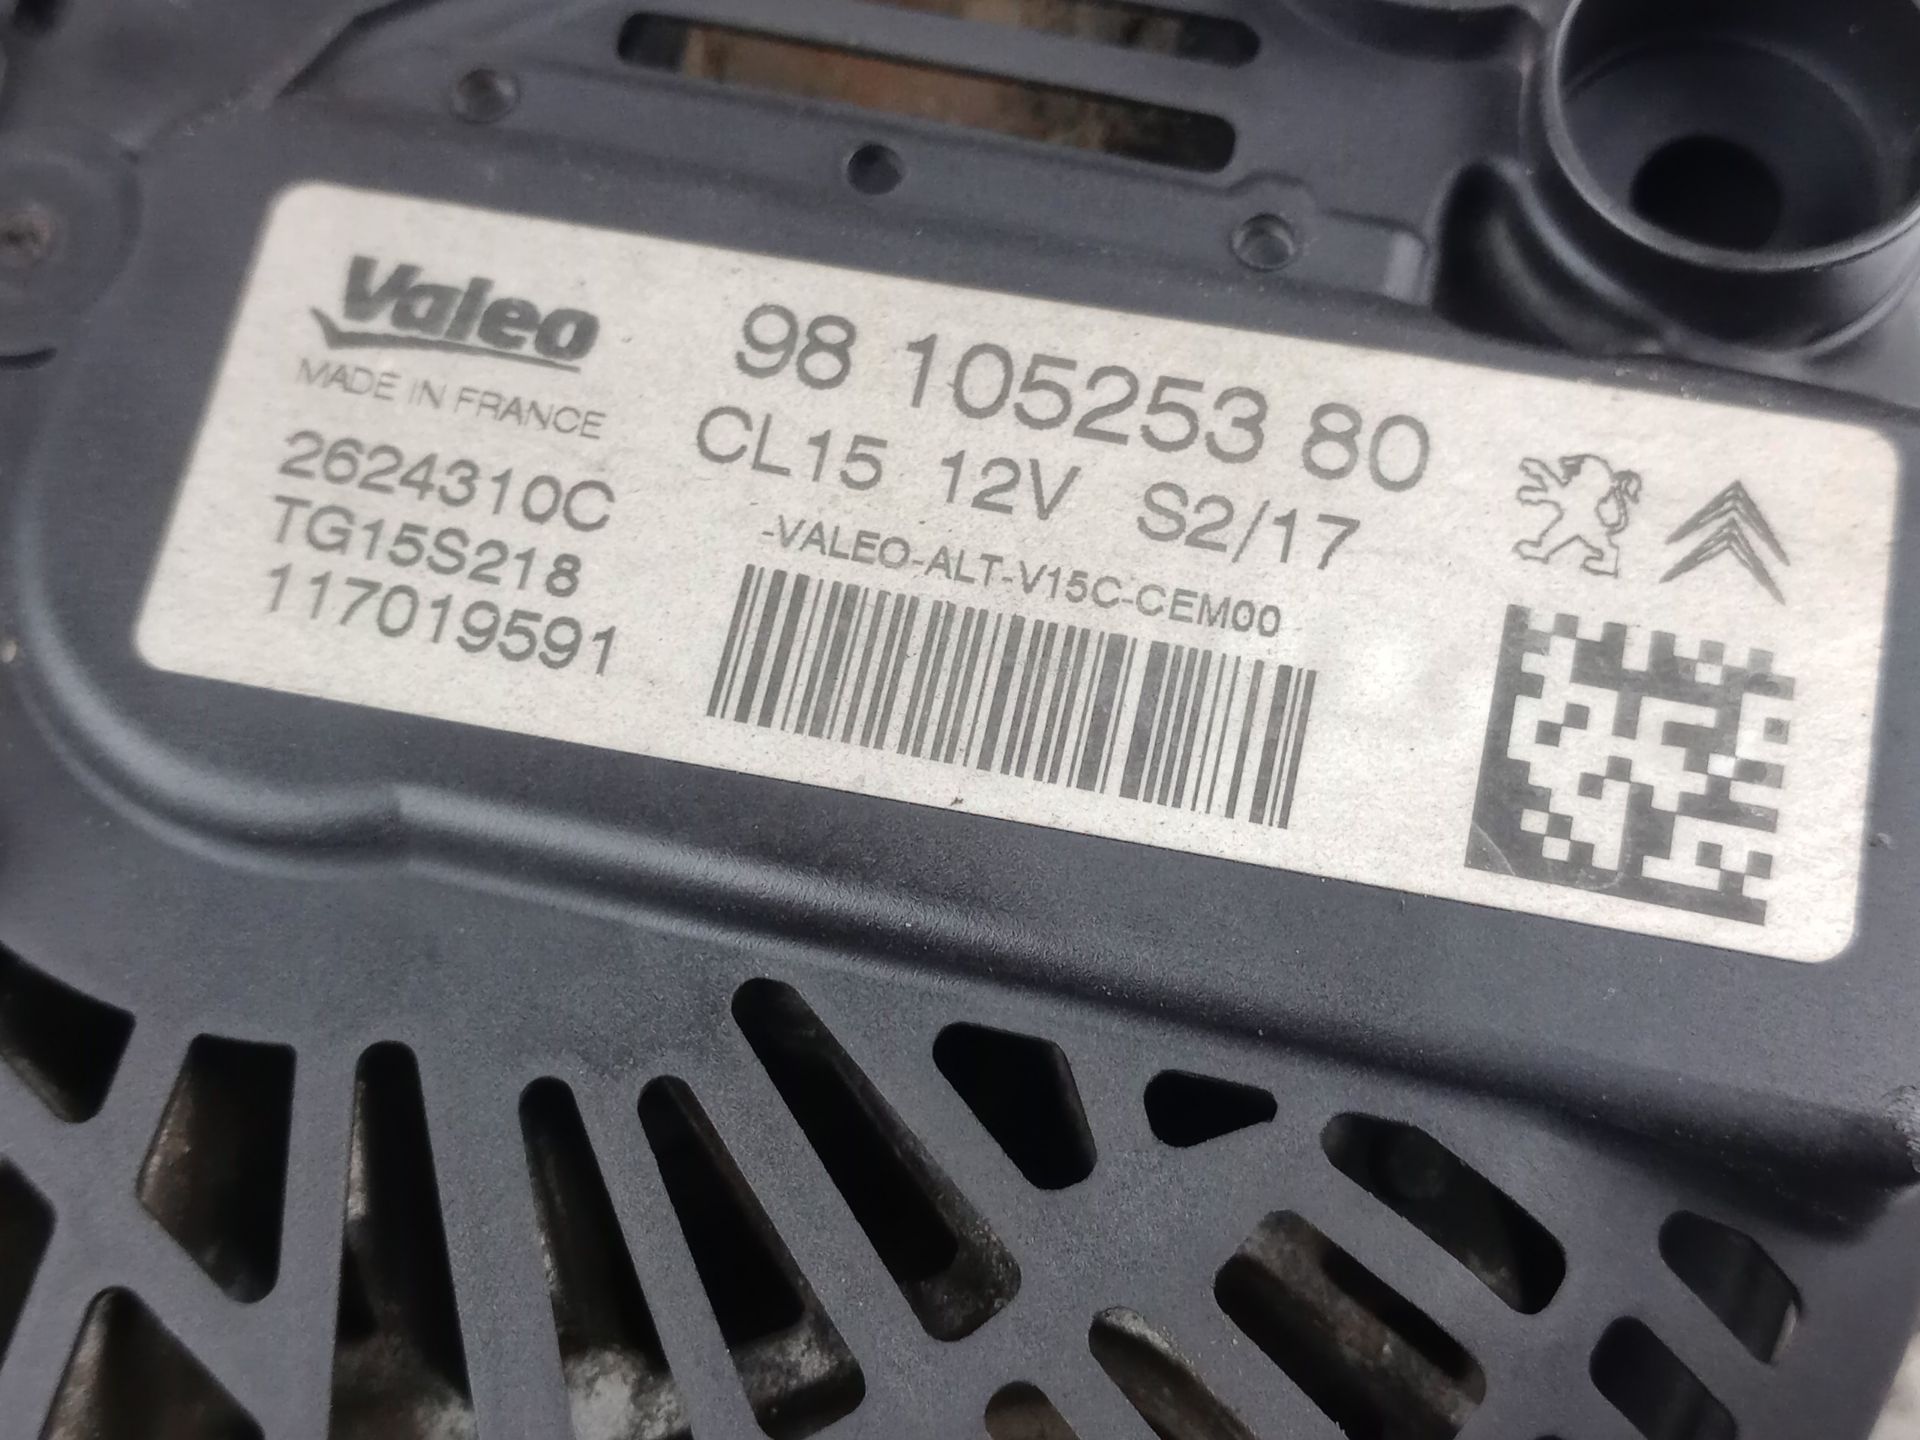 Valeo
MADE IN FRANCE
2624310C
TG15S218
117019591
98 105253 80
CL15 12V S2/17
-VALEO-ALT-V15C-CEM00